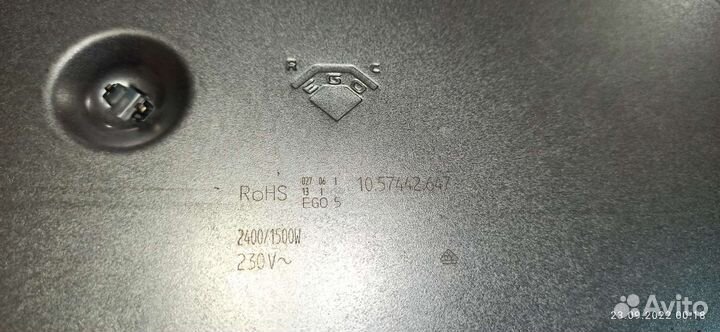 R C
EGO
RoHS 027 06 1 10.57442.647
13 1
EGO 5
2400/1500W
230V~
23.09.2022 00:18
Avito